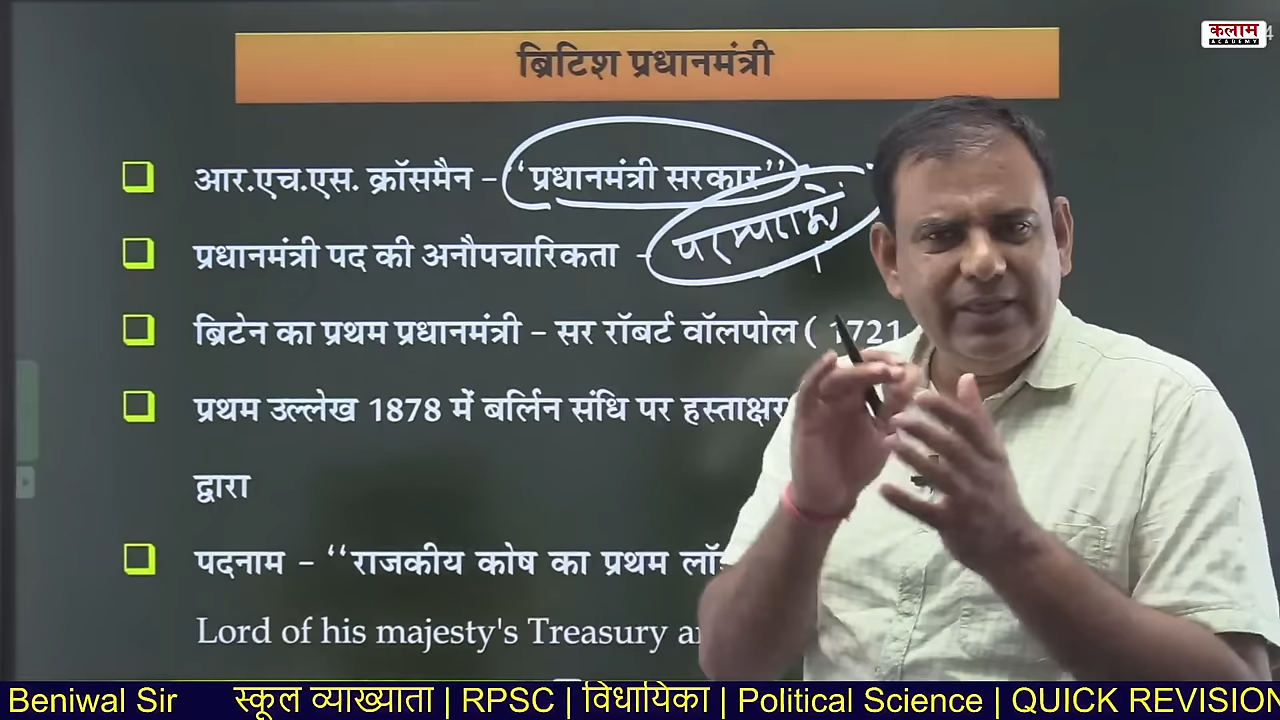 कलाम
ACADEMY
ब्रिटिश प्रधानमंत्री
आर.एच.एस. क्रॉसमैन – ‘प्रधानमंत्री सरकार’’
प्रधानमंत्री पद की अनौपचारिकता -
ब्रिटेन का प्रथम प्रधानमंत्री – सर रॉबर्ट वॉलपोल ( 1721
प्रथम उल्लेख 1878 में बर्लिन संधि पर हस्ताक्षर
द्वारा
पदनाम – ‘‘राजकीय कोष का प्रथम
Lord of his majesty's Treasury
Beniwal Sir स्कूल व्याख्याता | RPSC | विधायिका | Political Science | QUICK REVISION